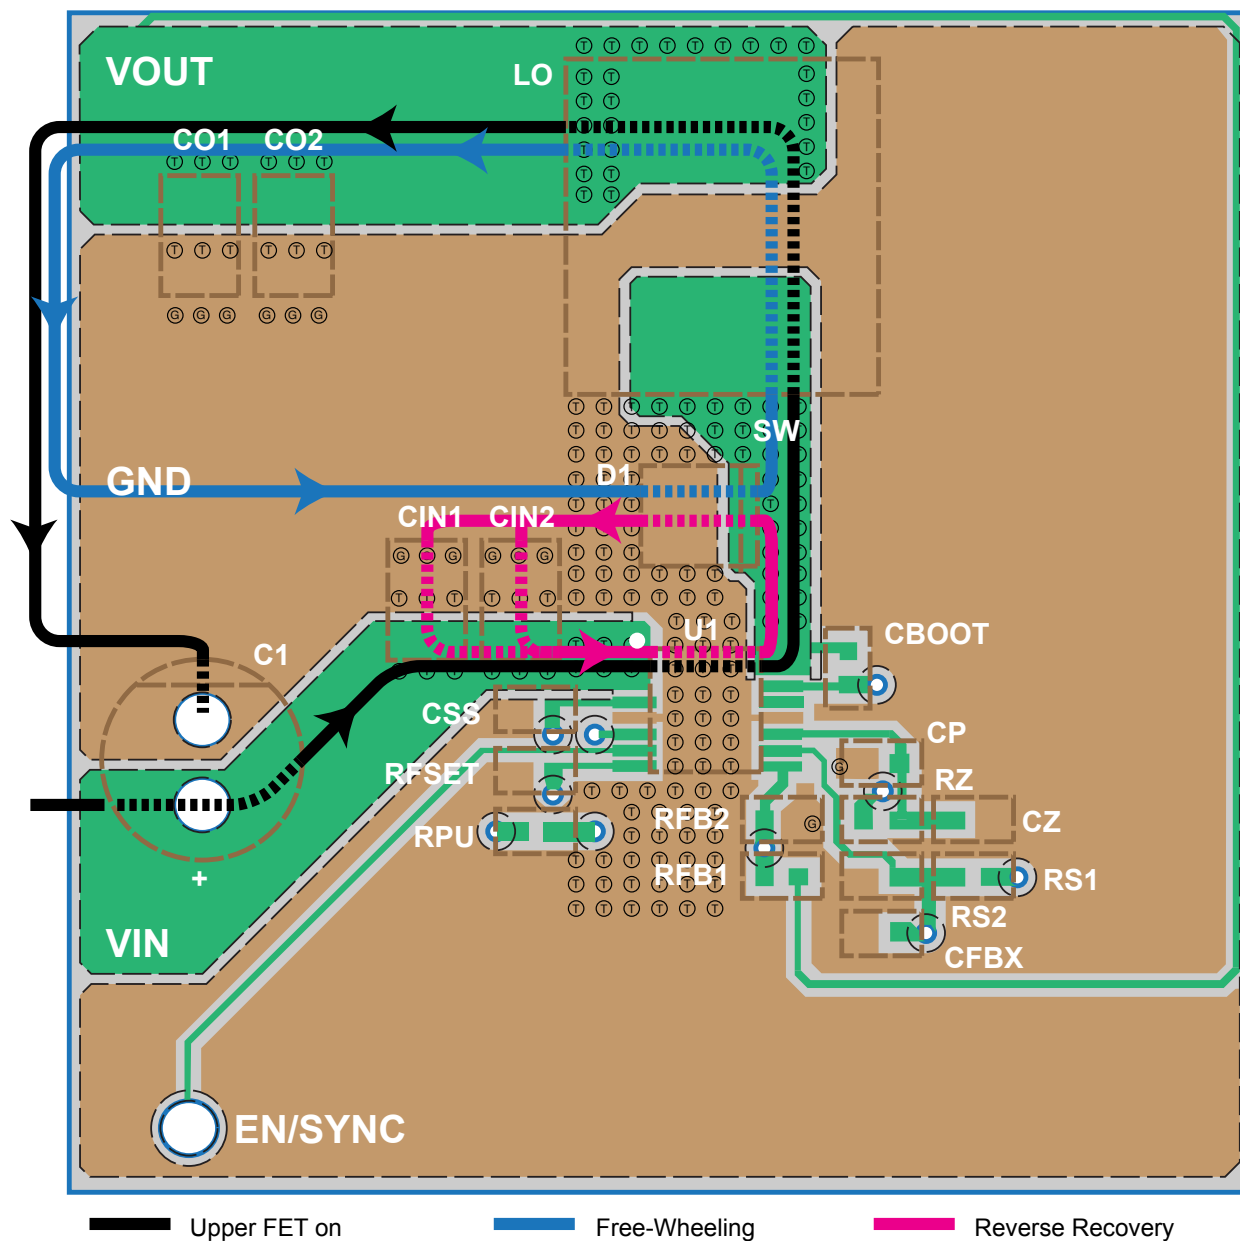 VOUT
LO
CO1 CO2
SW
GND
D1
CIN1 CIN2
U1
CBOOT
C1
CSS
CP
RFSET
RZ
RFB2
CZ
RPU
RFB1
RS1
+
RS2
VIN
CFBX
EN/SYNC
Upper FET on
Free-Wheeling
Reverse Recovery